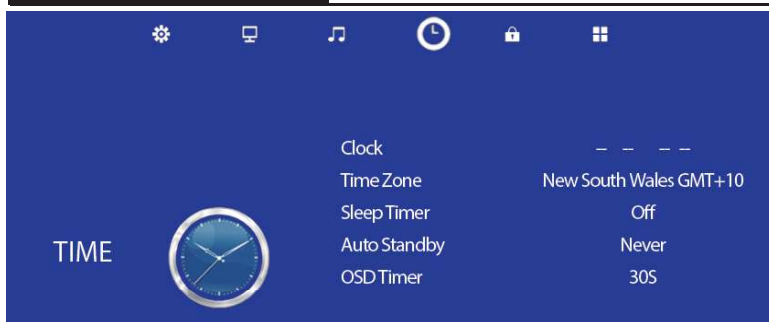 Clock -- -- -- --
Time Zone New South Wales GMT+10
Sleep Timer Off
TIME
Auto Standby Never
OSD Timer 30S